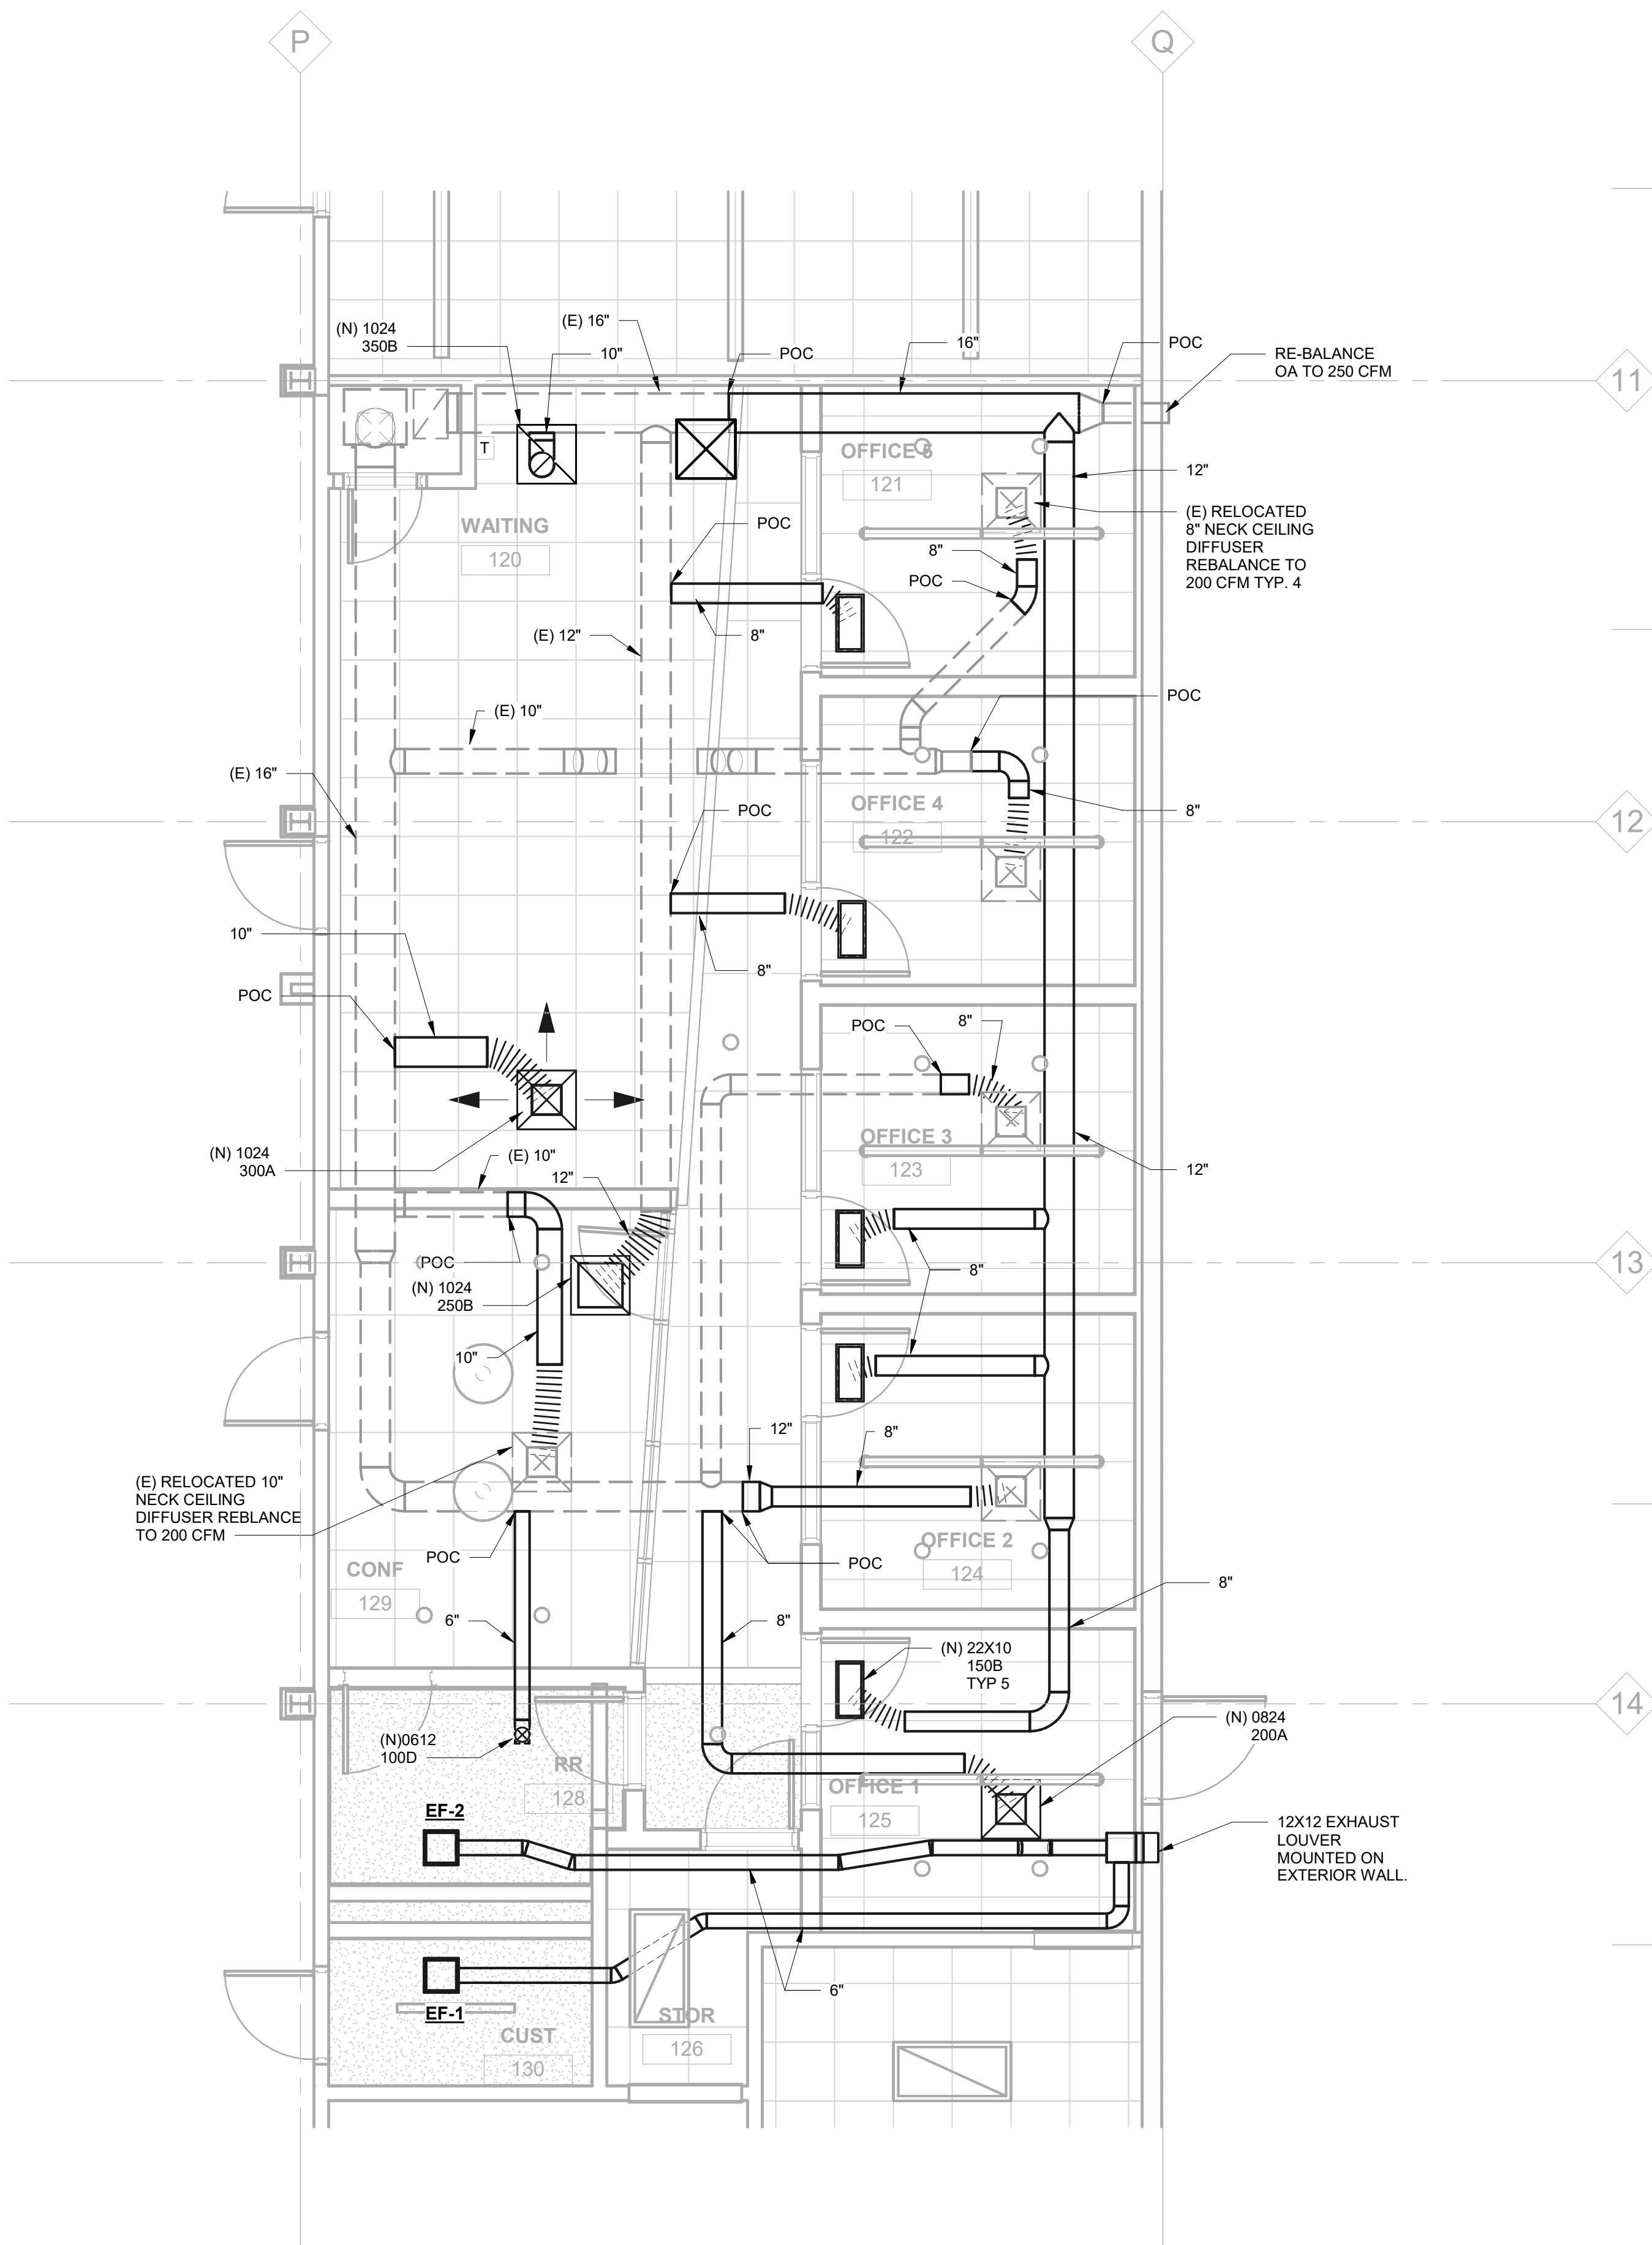 P
Q
(E) 16"
(N) 1024
350B
10"
POC
16"
POC
RE-BALANCE
OA TO 250 CFM
11
T
OFFICE 5
121
12"
WAITING
120
POC
(E) RELOCATED
8" NECK CEILING
DIFFUSER
REBALANCE TO
200 CFM TYP. 4
8"
POC
(E) 12"
8"
POC
(E) 10"
(E) 16"
OFFICE 4
122
POC
8"
12
10"
8"
POC
POC
8"
(N) 1024
300A
(E) 10"
12"
OFFICE 3
123
12"
POC
13
8"
(N) 1024
250B
10"
12"
8"
(E) RELOCATED 10"
NECK CEILING
DIFFUSER REBLANCE
TO 200 CFM
POC
POC
OFFICE 2
124
CONF
129
8"
6"
8"
(N) 22X10
150B
TYP 5
14
(N)0612
100D
(N) 0824
200A
RR
128
OFFICE 1
125
EF-2
12X12 EXHAUST
LOUVER
MOUNTED ON
EXTERIOR WALL.
6"
EF-1
STOR
126
CUST
130